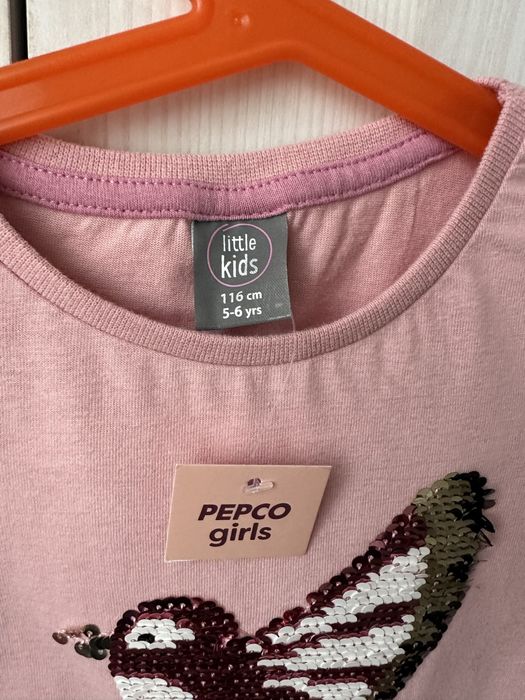 little
kids
116 cm
5-6 yrs
PEPCO
girls